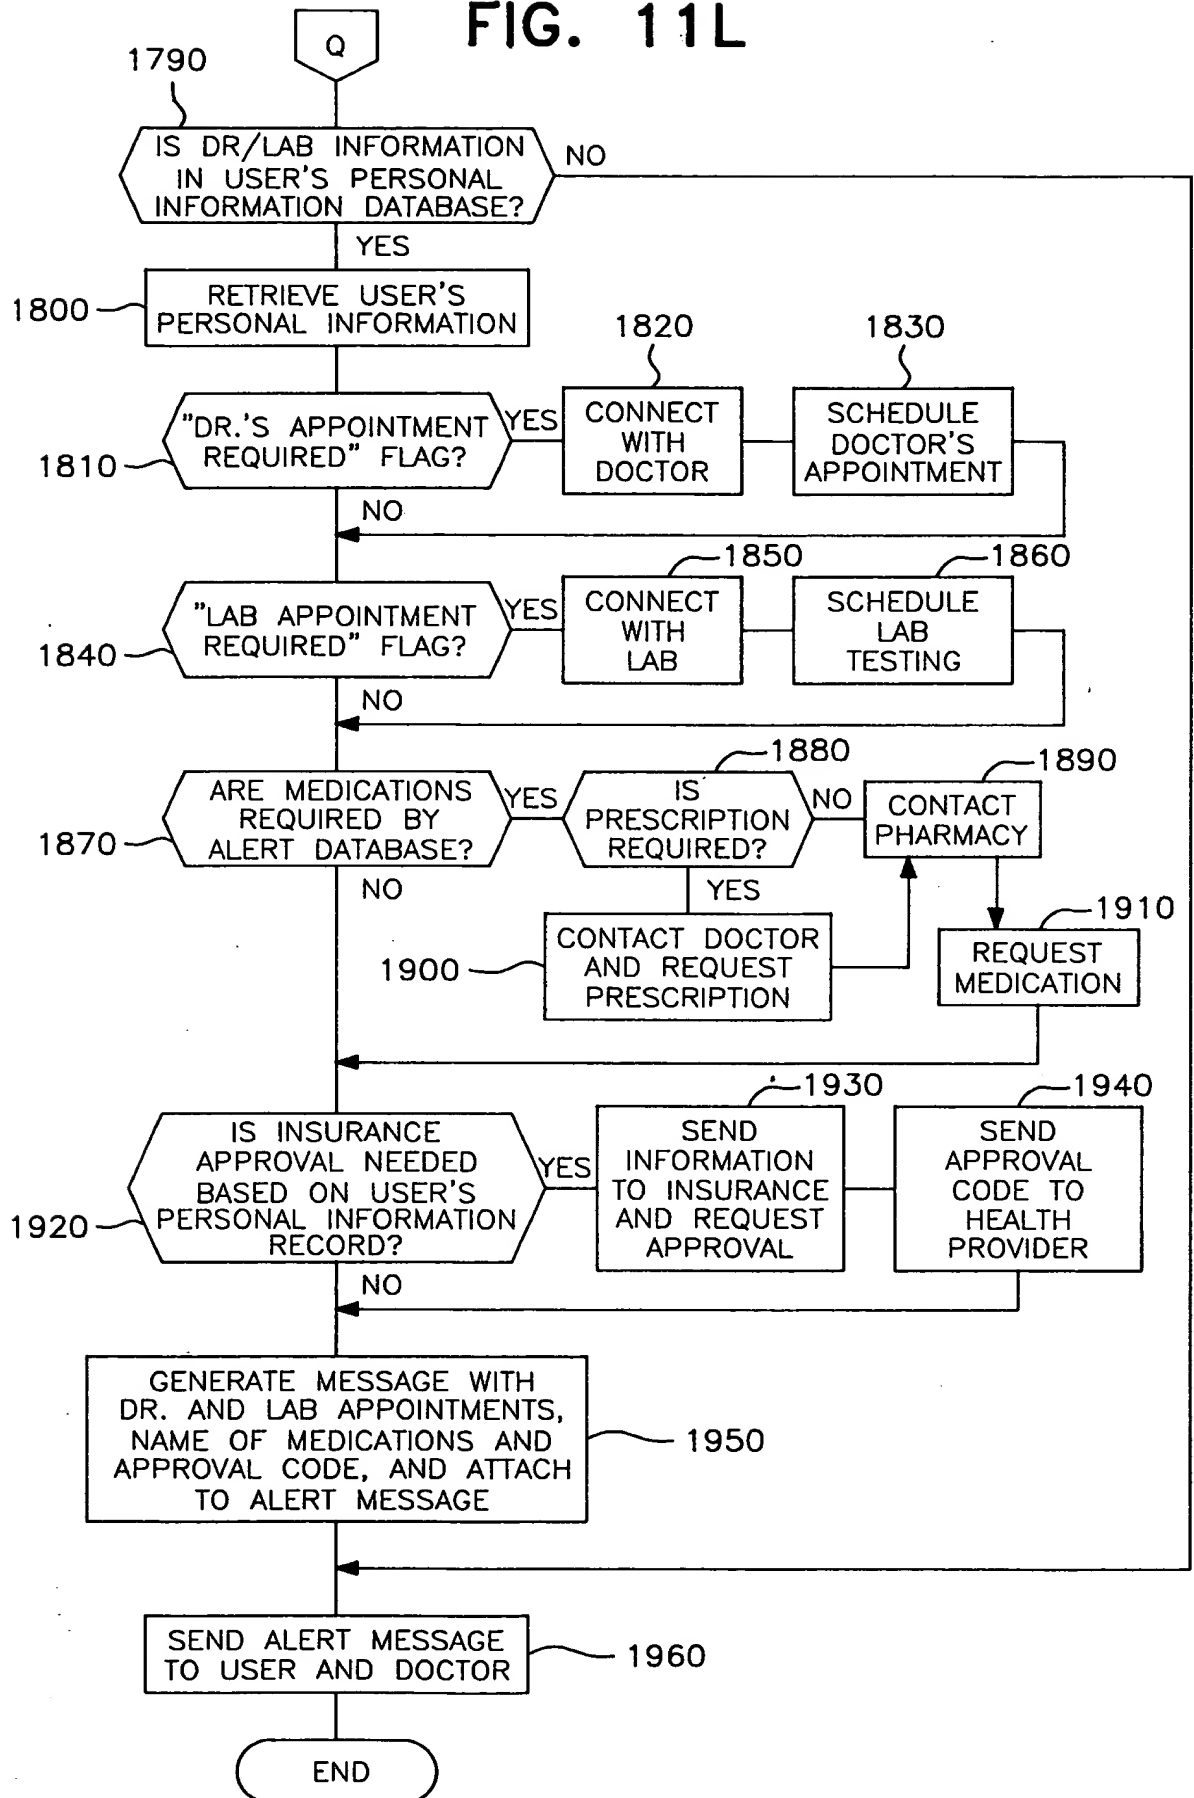 FIG. 11L
Q
1790
IS DR/LAB INFORMATION
IN USER'S PERSONAL
INFORMATION DATABASE?
NO
YES
1800
RETRIEVE USER'S
PERSONAL INFORMATION
1810
"DR.'S APPOINTMENT
REQUIRED" FLAG?
YES
1820
CONNECT
WITH
DOCTOR
1830
SCHEDULE
DOCTOR'S
APPOINTMENT
NO
1840
"LAB APPOINTMENT
REQUIRED" FLAG?
YES
1850
CONNECT
WITH
LAB
1860
SCHEDULE
LAB
TESTING
NO
1870
ARE MEDICATIONS
REQUIRED BY
ALERT DATABASE?
YES
1880
IS
PRESCRIPTION
REQUIRED?
NO
1890
CONTACT
PHARMACY
NO
YES
1900
CONTACT DOCTOR
AND REQUEST
PRESCRIPTION
1910
REQUEST
MEDICATION
1920
IS INSURANCE
APPROVAL NEEDED
BASED ON USER'S
PERSONAL INFORMATION
RECORD?
YES
1930
SEND
INFORMATION
TO INSURANCE
AND REQUEST
APPROVAL
1940
SEND
APPROVAL
CODE TO
HEALTH
PROVIDER
NO
GENERATE MESSAGE WITH
DR. AND LAB APPOINTMENTS,
NAME OF MEDICATIONS AND
APPROVAL CODE, AND ATTACH
TO ALERT MESSAGE
1950
SEND ALERT MESSAGE
TO USER AND DOCTOR
1960
END